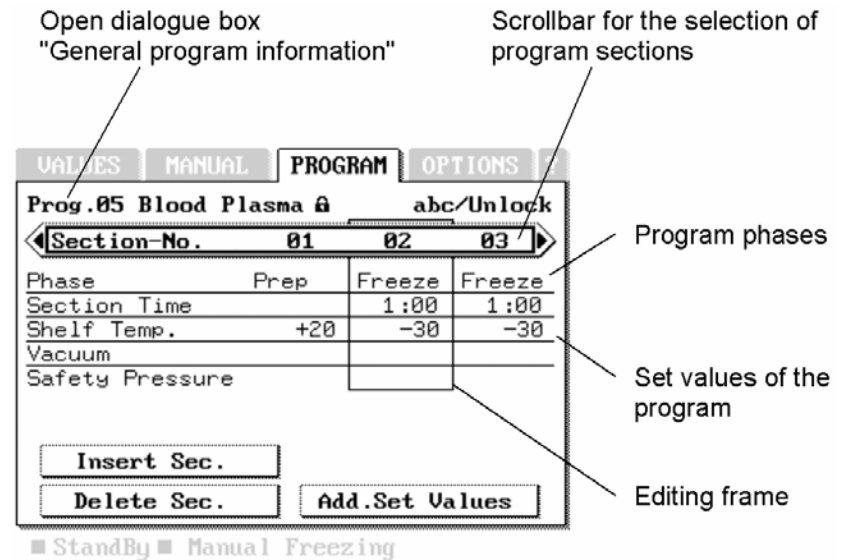 Open dialogue box
"General program information"
Scrollbar for the selection of
program sections
VALUES MANUAL PROGRAM OPTIONS ?
Prog.05 Blood Plasma abc/Unlock
Section-No. 01 02 03
Phase Prep Freeze Freeze
Section Time 1:00 1:00
Shelf Temp. +20 -30 -30
Vacuum
Safety Pressure
Insert Sec.
Delete Sec. Add.Set Values
StandBy Manual Freezing
Program phases
Set values of the
program
Editing frame